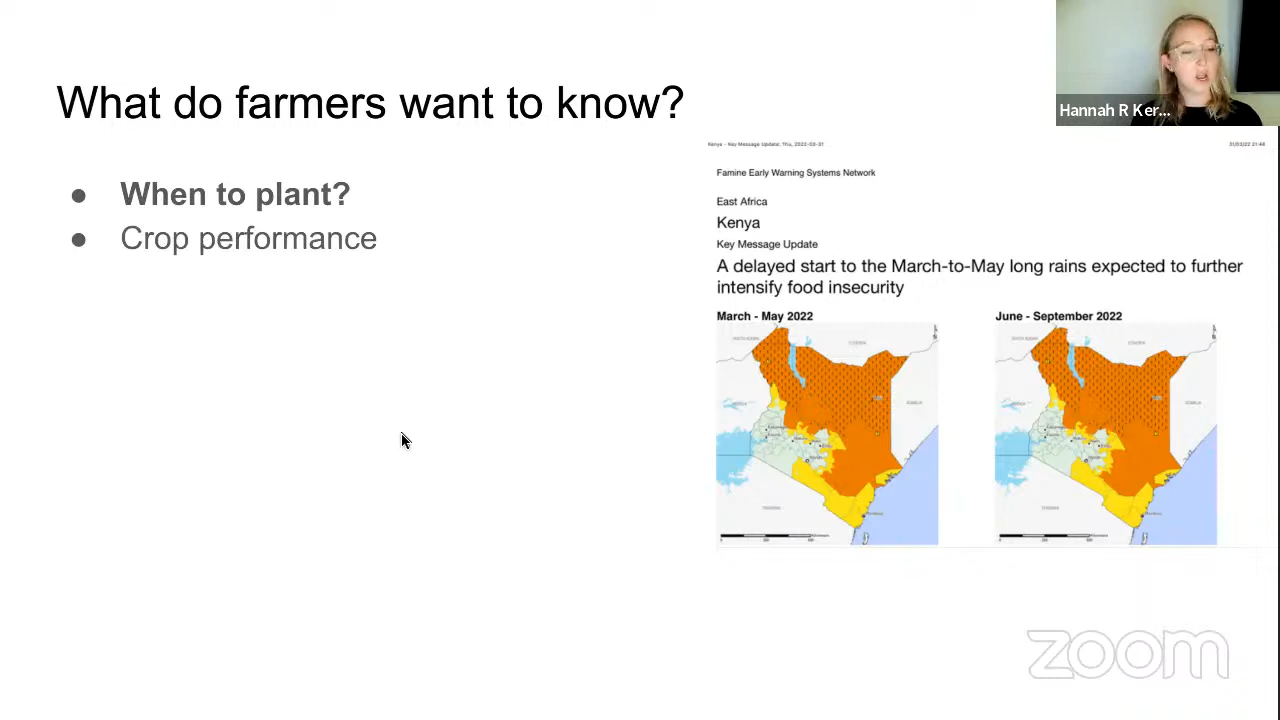 What do farmers want to know?
Hannah R Ker...
● When to plant?
● Crop performance
Kenya - Key Message Update: Thu, 2022-03-31
31/03/22 21:48
Famine Early Warning Systems Network
East Africa
Kenya
Key Message Update
A delayed start to the March-to-May long rains expected to further
intensify food insecurity
March - May 2022
June - September 2022
zoom